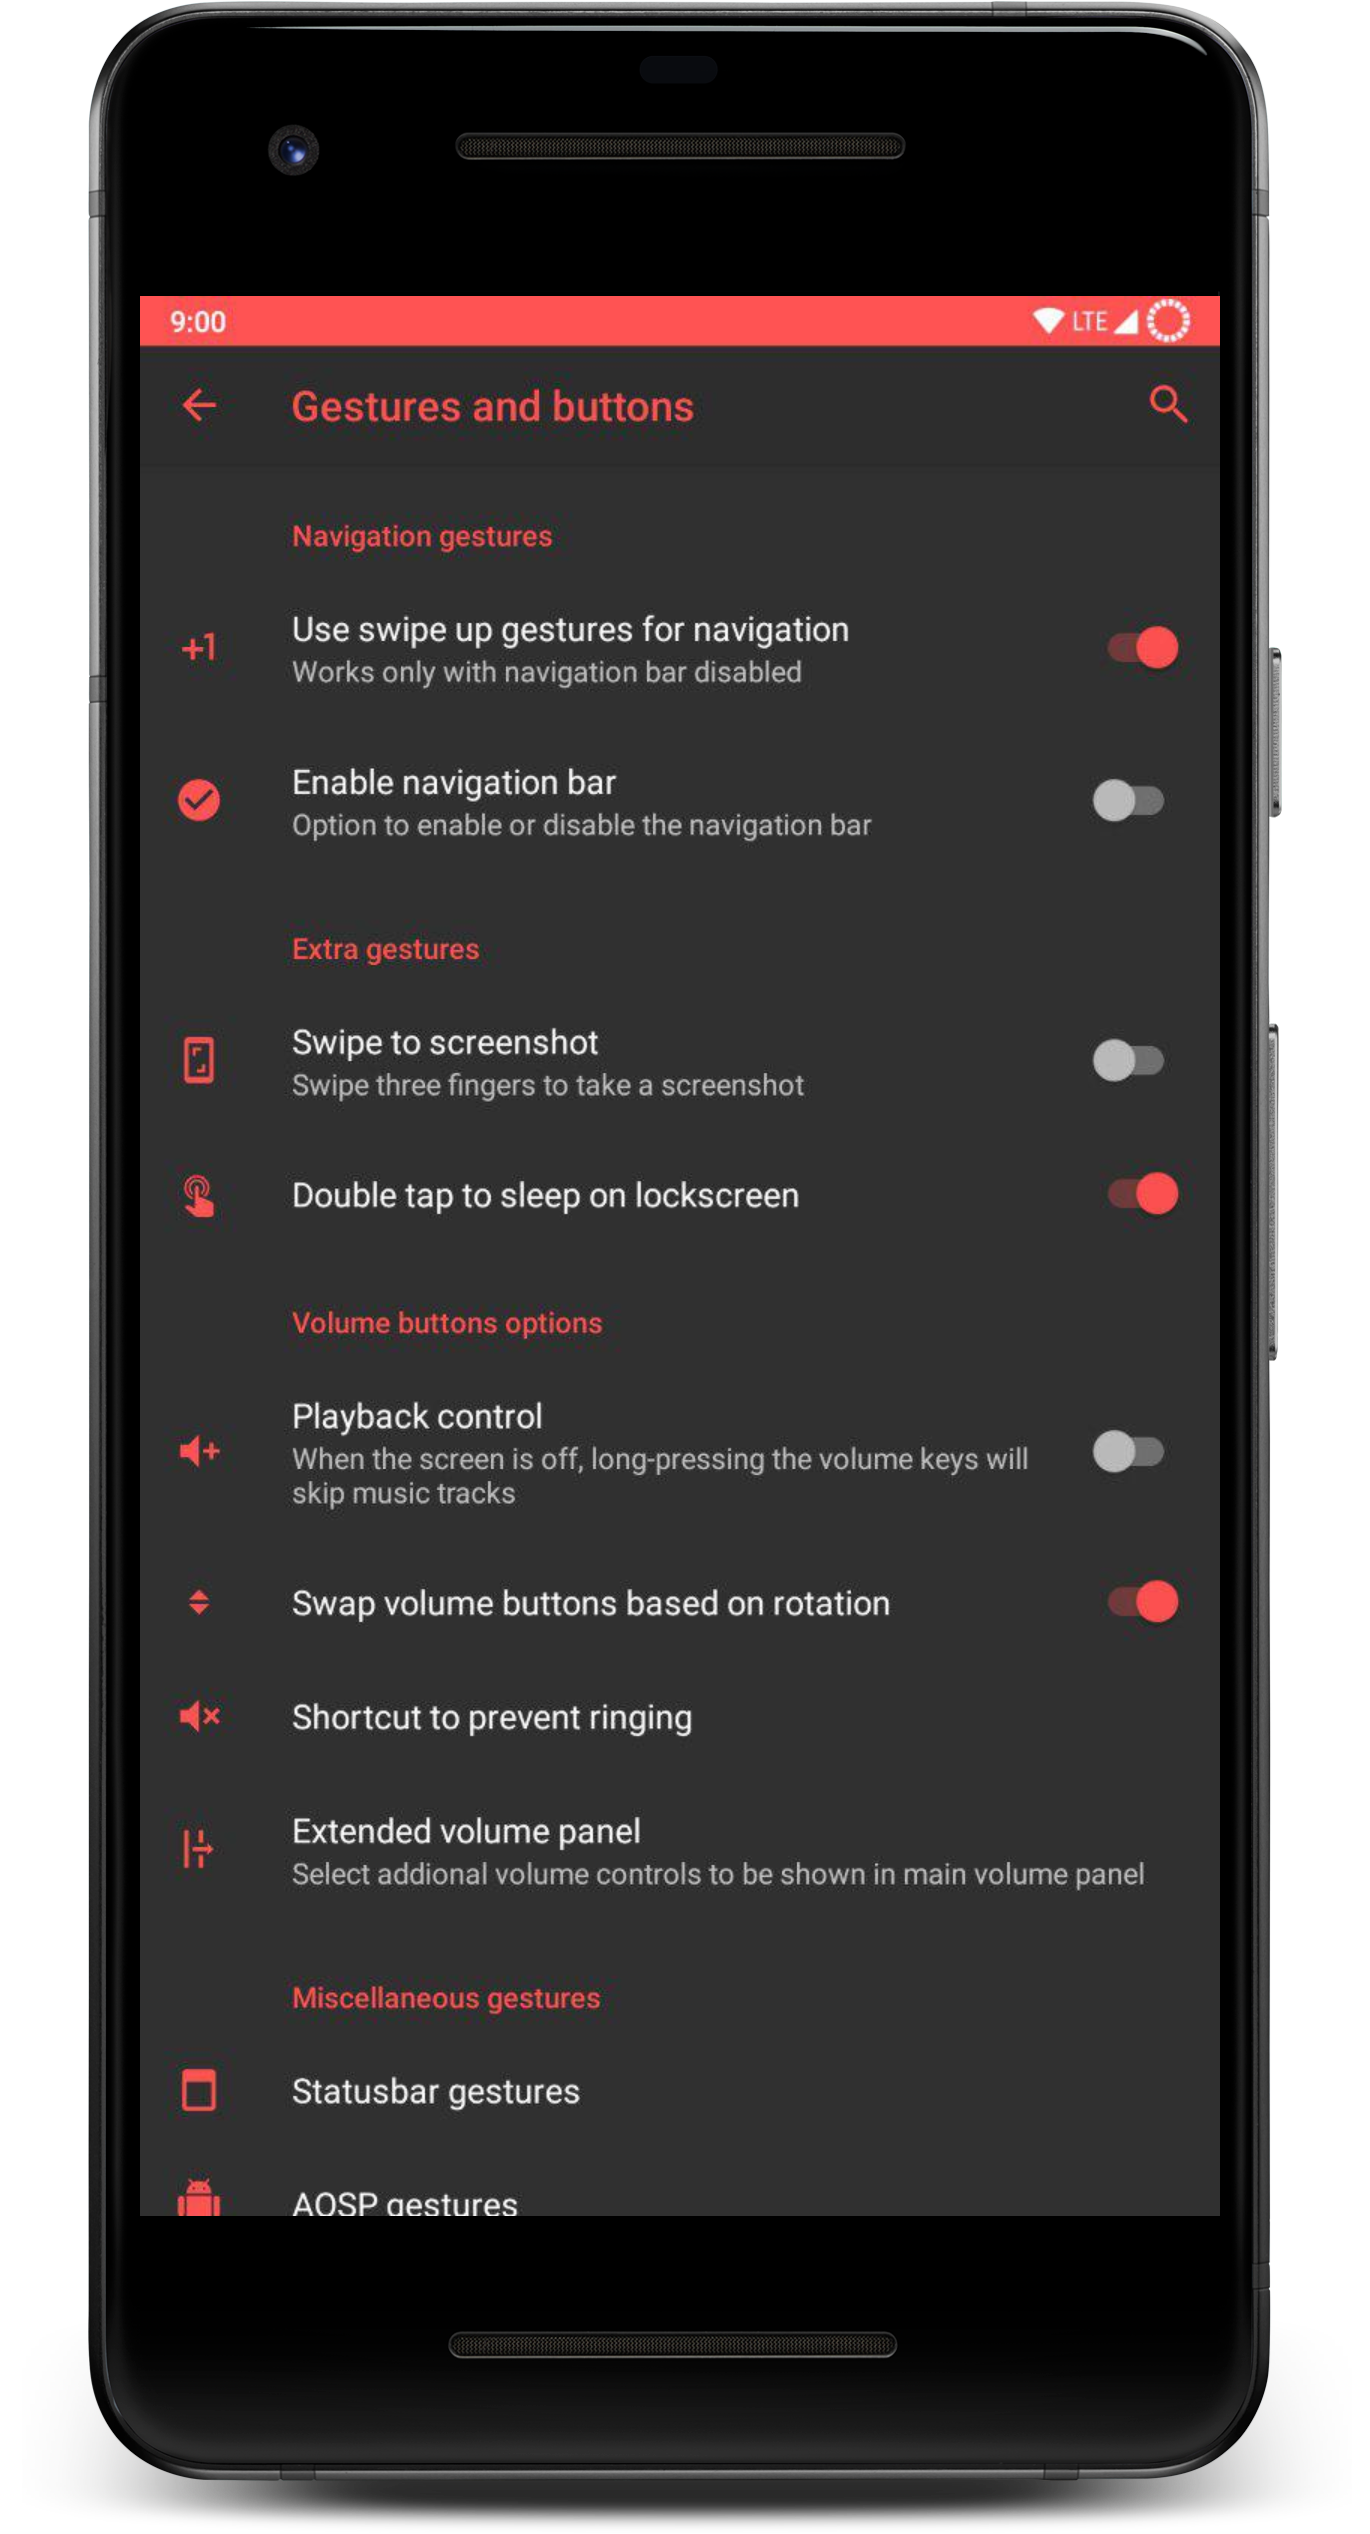 9:00 LTE
Gestures and buttons
Navigation gestures
+1
Use swipe up gestures for navigation
Works only with navigation bar disabled
Enable navigation bar
Option to enable or disable the navigation bar
Extra gestures
Swipe to screenshot
Swipe three fingers to take a screenshot
Double tap to sleep on lockscreen
Volume buttons options
Playback control
When the screen is off, long-pressing the volume keys will
skip music tracks
Swap volume buttons based on rotation
Shortcut to prevent ringing
Extended volume panel
Select addional volume controls to be shown in main volume panel
Miscellaneous gestures
Statusbar gestures
AOSP gestures